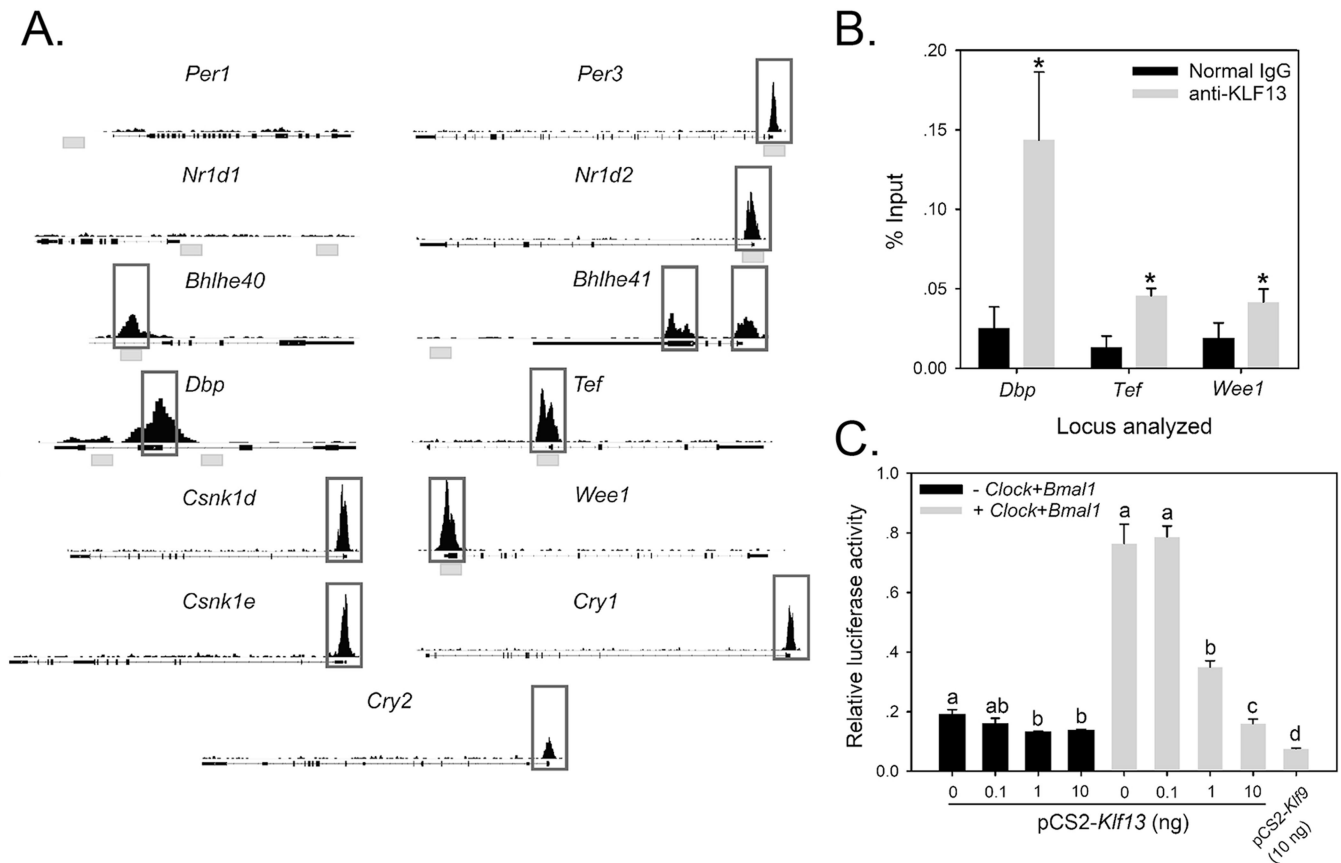 A.
Per1
Per3
Nr1d1
Nr1d2
Bhlhe40
Bhlhe41
Dbp
Tef
Csnk1d
Wee1
Csnk1e
Cry1
Cry2
B.
.20
0.15
0.10
0.05
0.00
% Input
Normal IgG
anti-KLF13
*
*
*
Dbp
Tef
Wee1
Locus analyzed
C.
1.0
.8
.6
.4
.2
0.0
Relative luciferase activity
- Clock+Bmal1
+ Clock+Bmal1
a
ab
b
b
a
a
b
c
d
0
0.1
1
10
0
0.1
1
10
pCS2-Klf13 (ng)
pCS2-Klf9
(10 ng)